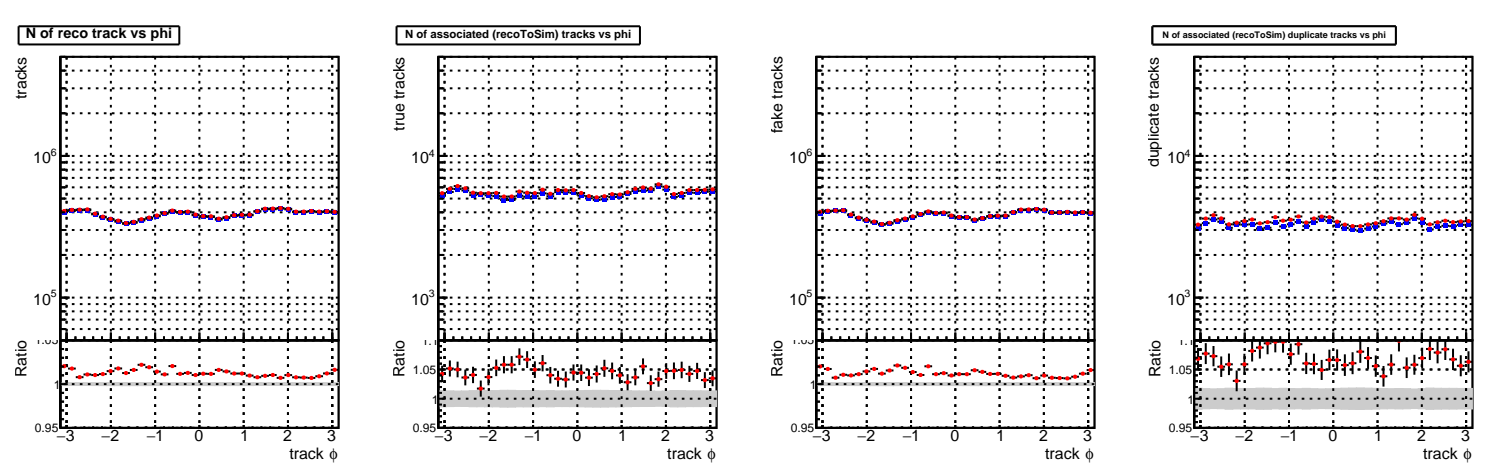 N of reco track vs phi
tracks
10^6
10^5
Ratio
1
0.95
−3 −2 −1 0 1 2 3
track ϕ
N of associated (recoToSim) tracks vs phi
true tracks
10^4
10^3
Ratio
1.05
1
0.95
−3 −2 −1 0 1 2 3
track ϕ
fake tracks
10^6
10^5
Ratio
1
0.95
−3 −2 −1 0 1 2 3
track ϕ
N of associated (recoToSim) duplicate tracks vs phi
duplicate tracks
10^4
10^3
Ratio
1.05
1
0.95
−3 −2 −1 0 1 2 3
track ϕ